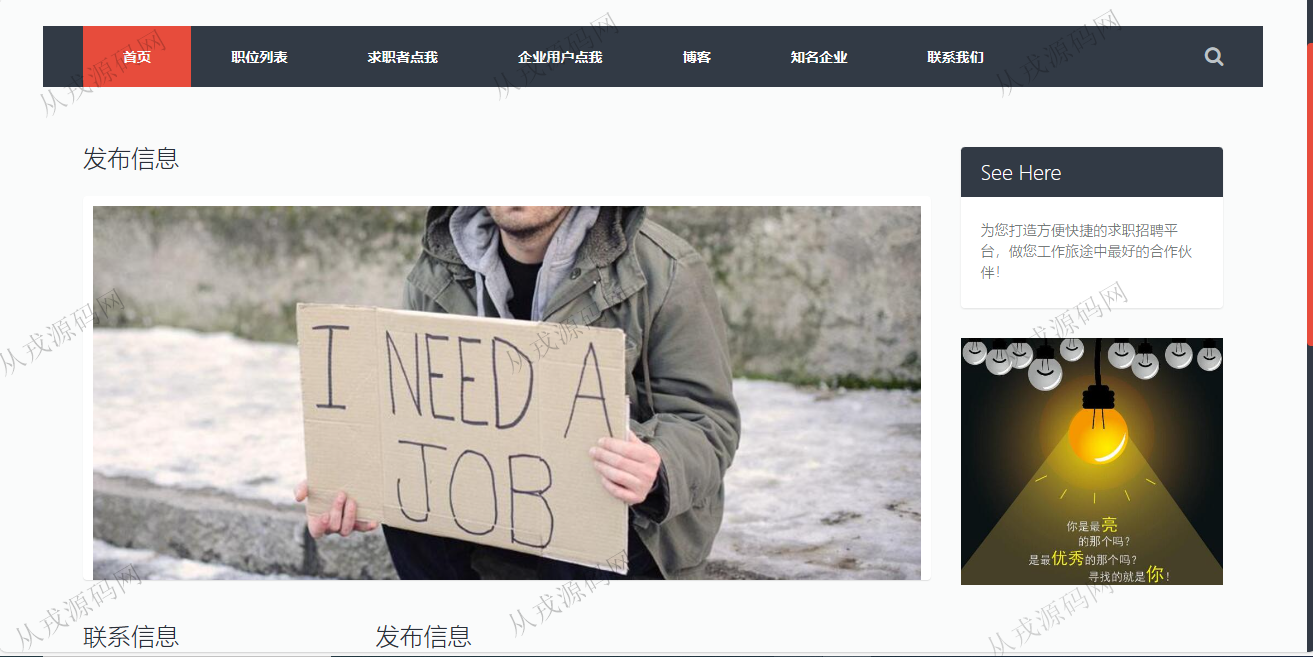 首页 职位列表 求职者点我 企业用户点我 博客 知名企业 联系我们
发布信息
I NEED A
JOB
See Here
为您打造方便快捷的求职招聘平
台，做您工作旅途中最好的合作伙
伴！
你是最亮
的那个吗?
是最优秀的那个吗?
寻找的就是你!
联系信息
发布信息
从戎源码网
从戎源码网
从戎源码网
从戎源码网
从戎源码网
从戎源码网
从戎源码网
从戎源码网
从戎源码网